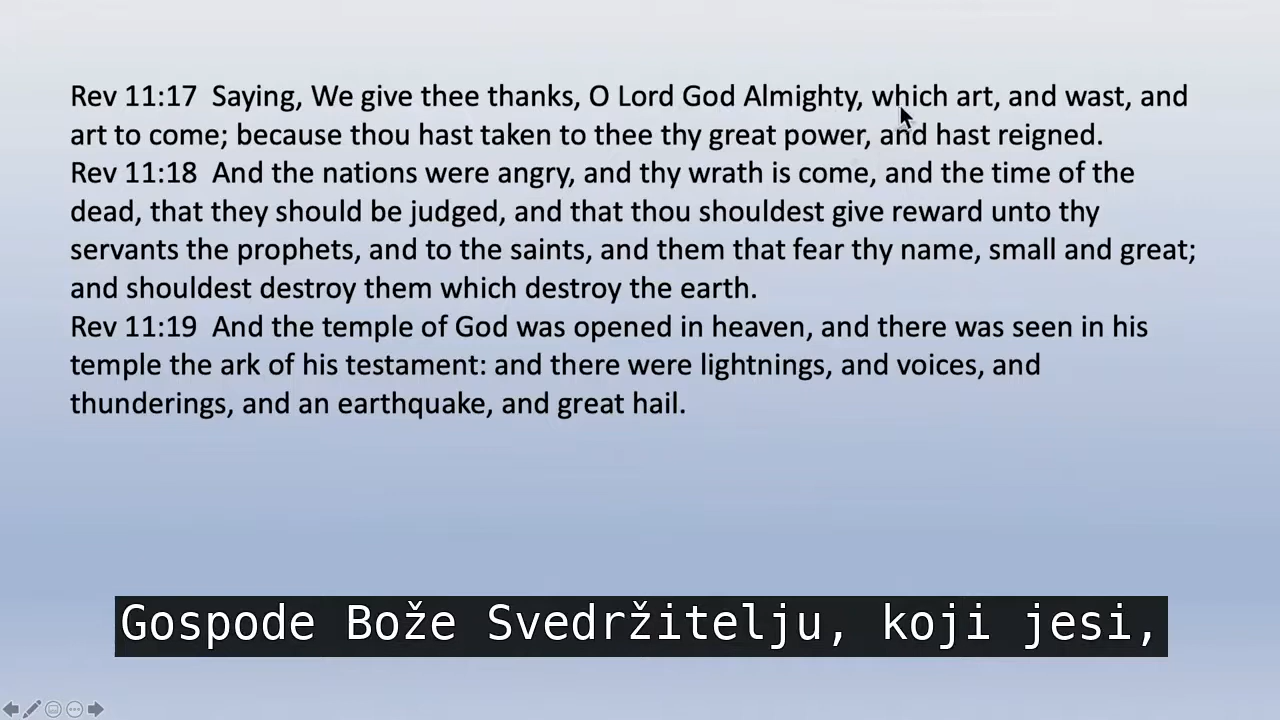 Rev 11:17  Saying, We give thee thanks, O Lord God Almighty, which art, and wast, and
art to come; because thou hast taken to thee thy great power, and hast reigned.
Rev 11:18  And the nations were angry, and thy wrath is come, and the time of the
dead, that they should be judged, and that thou shouldest give reward unto thy
servants the prophets, and to the saints, and them that fear thy name, small and great;
and shouldest destroy them which destroy the earth.
Rev 11:19  And the temple of God was opened in heaven, and there was seen in his
temple the ark of his testament: and there were lightnings, and voices, and
thunderings, and an earthquake, and great hail.
Gospode Bože Svedržitelju, koji jesi,